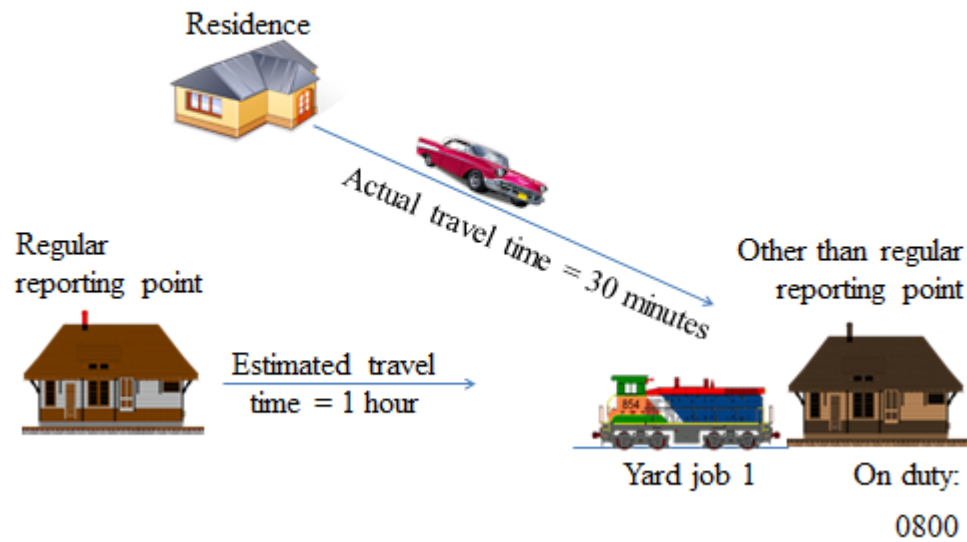 Residence
Actual travel time = 30 minutes
Regular
reporting point
Other than regular
reporting point
Estimated travel
time = 1 hour
854
Yard job 1
On duty:
0800